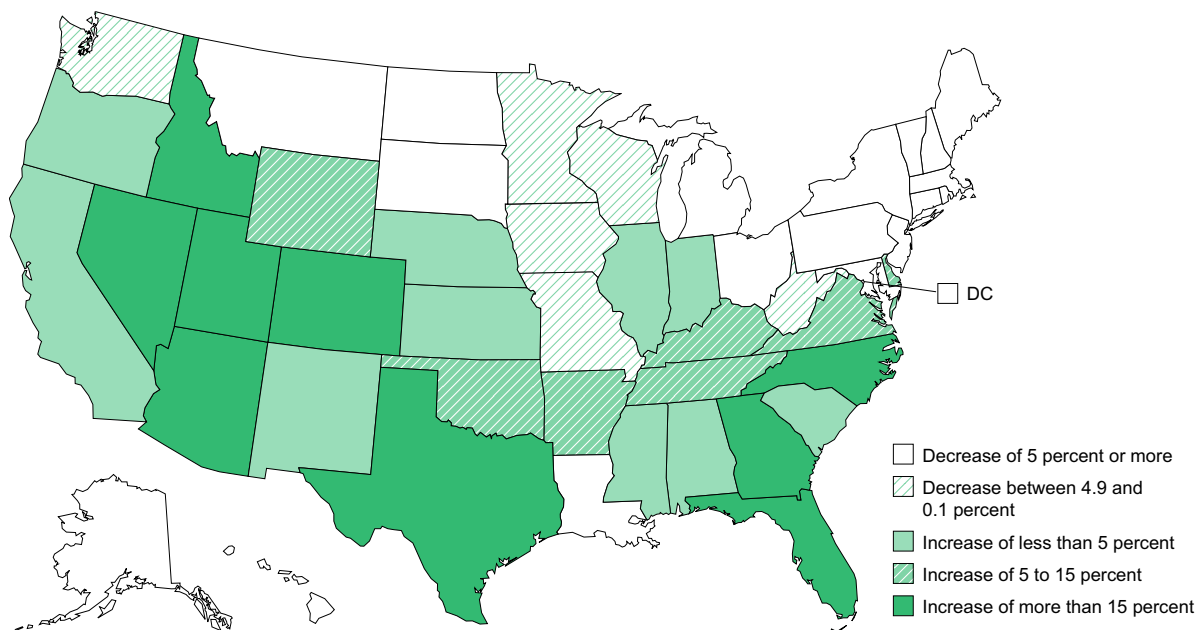 DC
Decrease of 5 percent or more
Decrease between 4.9 and
0.1 percent
Increase of less than 5 percent
Increase of 5 to 15 percent
Increase of more than 15 percent